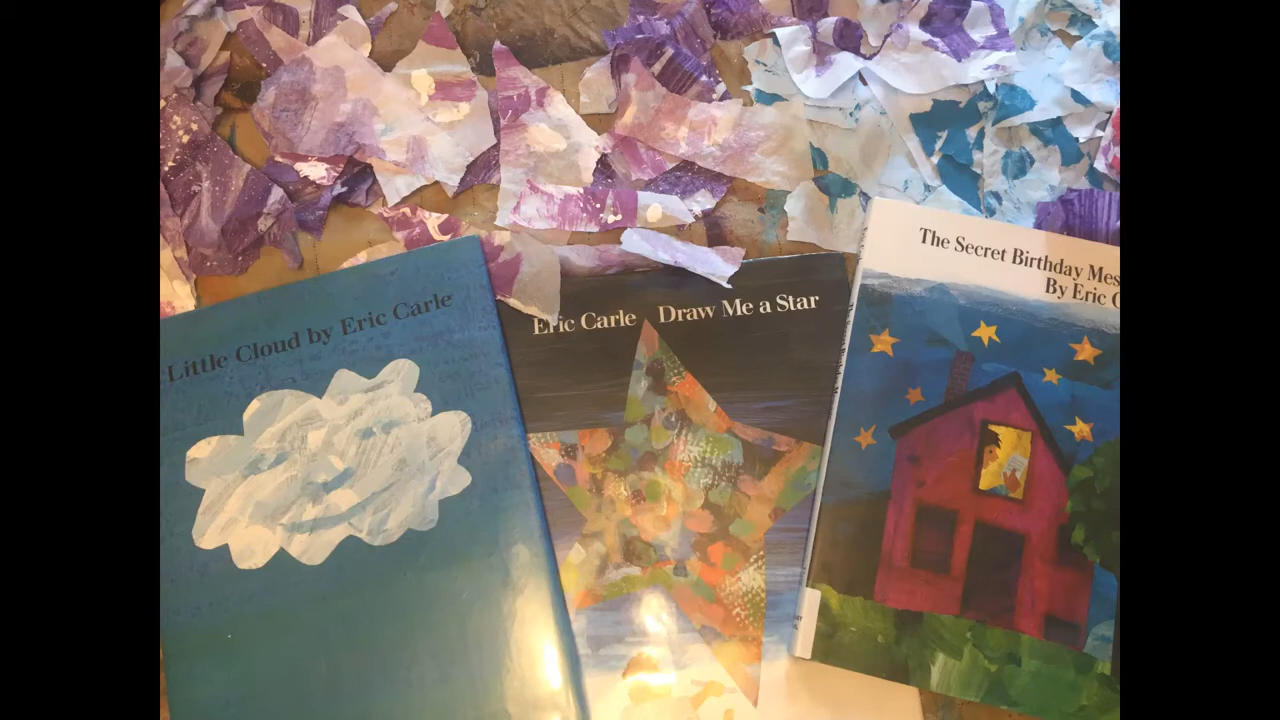 Little Cloud by Eric Carle
Eric Carle Draw Me a Star
The Secret Birthday Mes
By Eric C